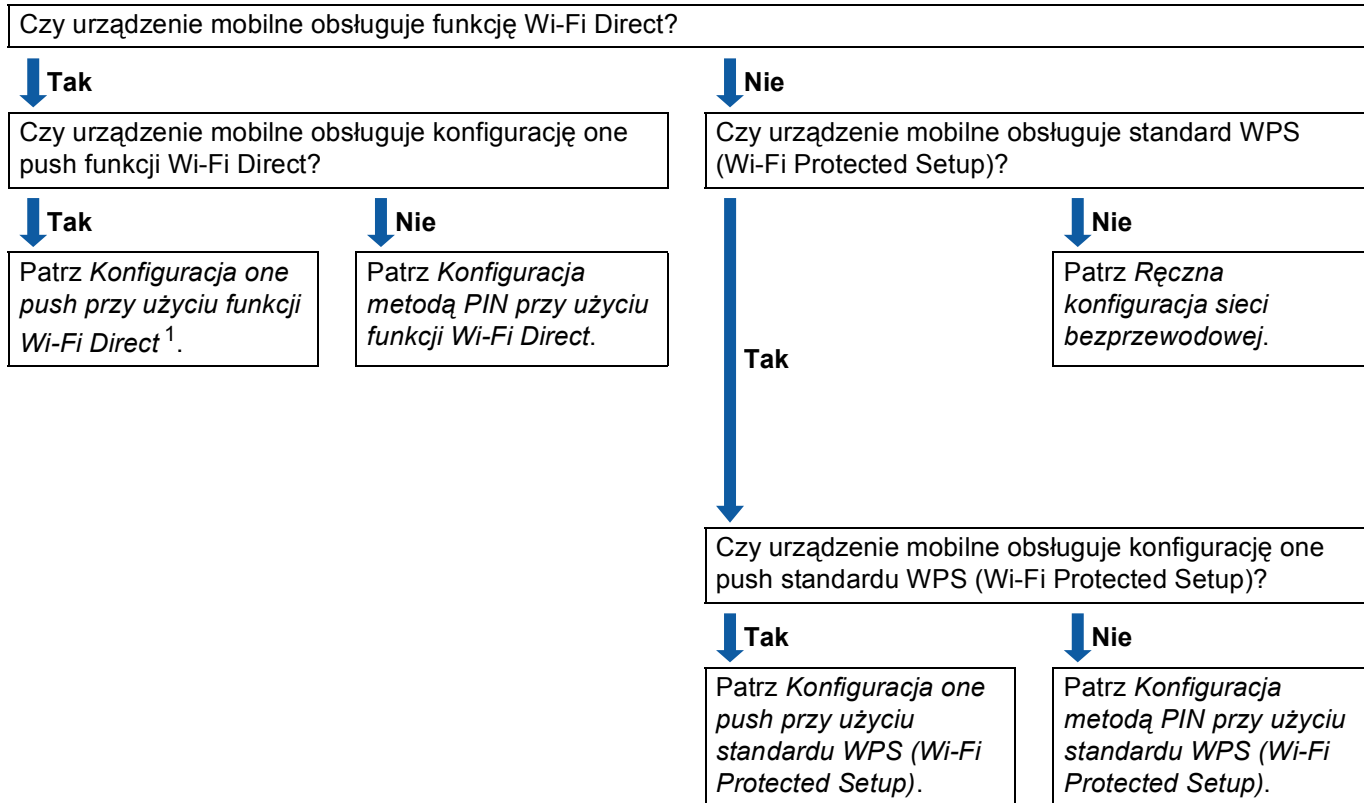 Czy urządzenie mobilne obsługuje funkcję Wi-Fi Direct?
Tak
Nie
Czy urządzenie mobilne obsługuje konfigurację one
push funkcji Wi-Fi Direct?
Czy urządzenie mobilne obsługuje standard WPS
(Wi-Fi Protected Setup)?
Tak
Nie
Nie
Patrz Konfiguracja one
push przy użyciu funkcji
Wi-Fi Direct 1.
Patrz Konfiguracja
metodą PIN przy użyciu
funkcji Wi-Fi Direct.
Patrz Ręczna
konfiguracja sieci
bezprzewodowej.
Tak
Czy urządzenie mobilne obsługuje konfigurację one
push standardu WPS (Wi-Fi Protected Setup)?
Tak
Nie
Patrz Konfiguracja one
push przy użyciu
standardu WPS (Wi-Fi
Protected Setup).
Patrz Konfiguracja
metodą PIN przy użyciu
standardu WPS (Wi-Fi
Protected Setup).